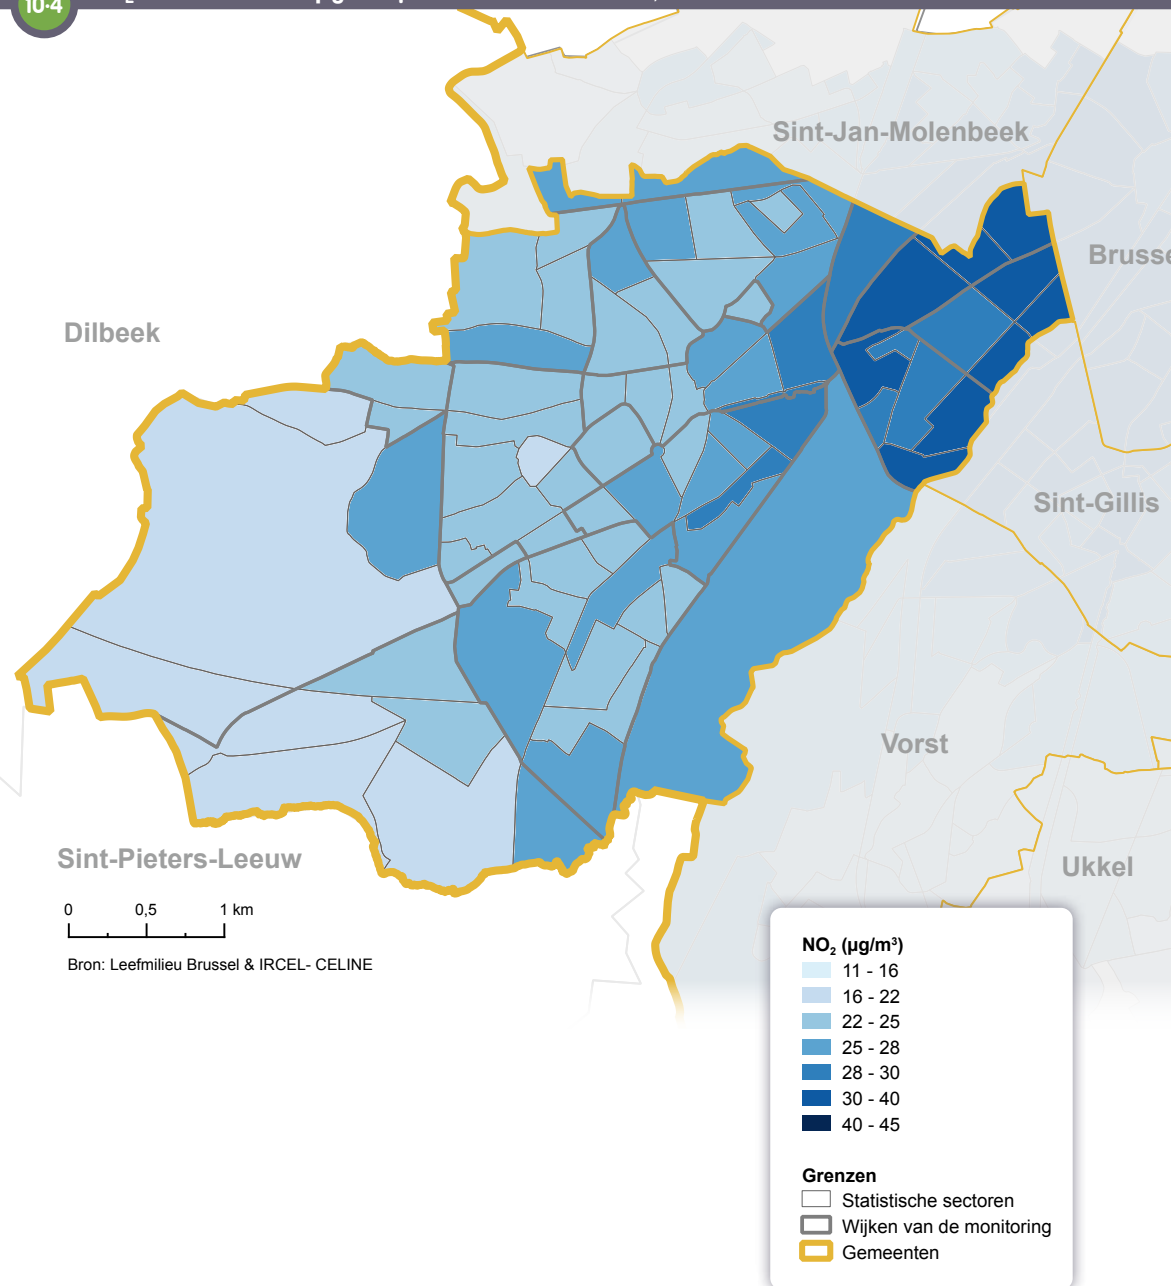 10·4
Sint-Jan-Molenbeek
Brusse
Dilbeek
Sint-Gillis
Vorst
Sint-Pieters-Leeuw
Ukkel
0 0,5 1 km
Bron: Leefmilieu Brussel & IRCEL- CELINE
NO₂ (µg/m³)
11 - 16
16 - 22
22 - 25
25 - 28
28 - 30
30 - 40
40 - 45
Grenzen
Statistische sectoren
Wijken van de monitoring
Gemeenten